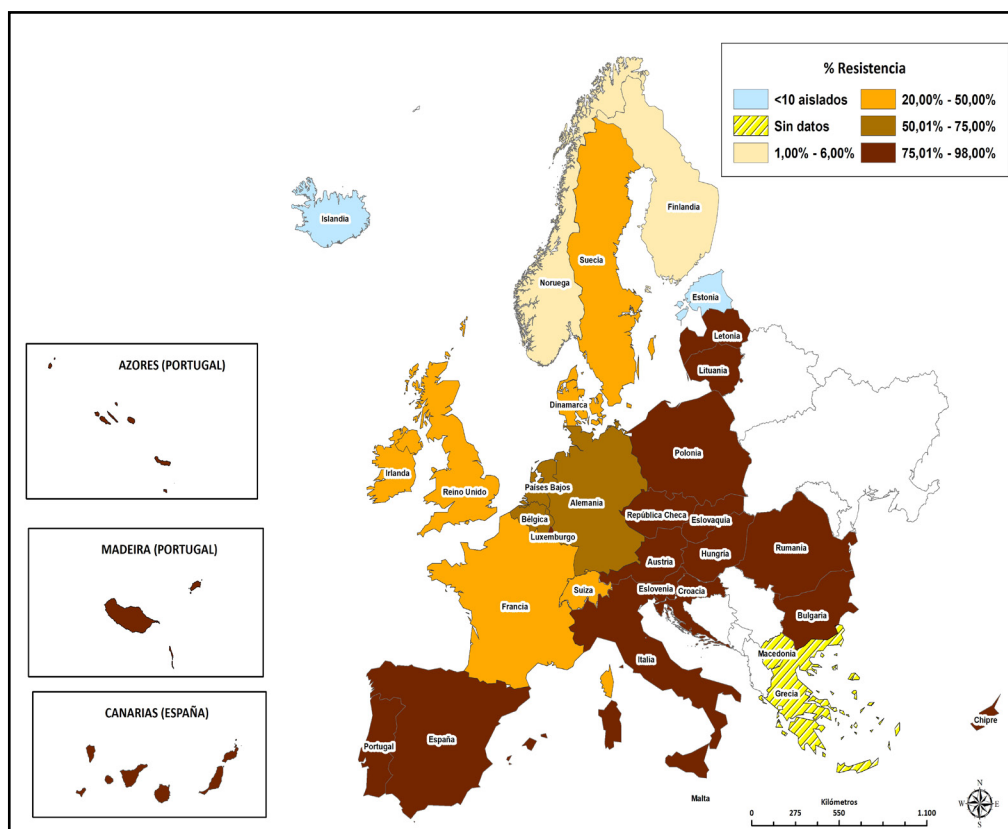 % Resistencia
<10 aislados
Sin datos
1,00% - 6,00%
20,00% - 50,00%
50,01% - 75,00%
75,01% - 98,00%
Islandia
Finlandia
Suecia
Noruega
Estonia
Letonia
Lituania
Dinamarca
Irlanda
Reino Unido
Países Bajos
Alemania
Polonia
Bélgica
Luxemburgo
República Checa
Eslovaquia
Austria
Hungría
Rumanía
Suiza
Eslovenia
Croacia
Francia
Bulgaria
Italia
Macedonia
Grecia
Portugal
España
Malta
Chipre
AZORES (PORTUGAL)
MADEIRA (PORTUGAL)
CANARIAS (ESPAÑA)
Kilómetros
0 275 550 1.100
N
W E
S